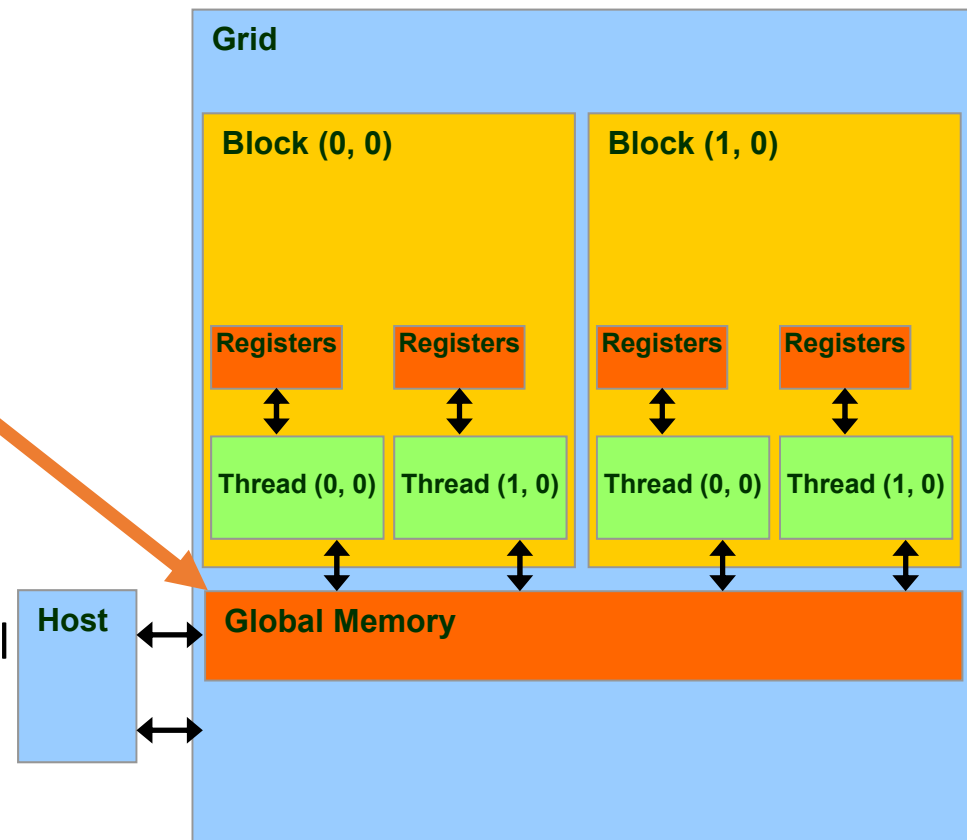 Grid
Block (0, 0) Block (1, 0)
Registers Registers Registers Registers
Thread (0, 0) Thread (1, 0) Thread (0, 0) Thread (1, 0)
Host Global Memory